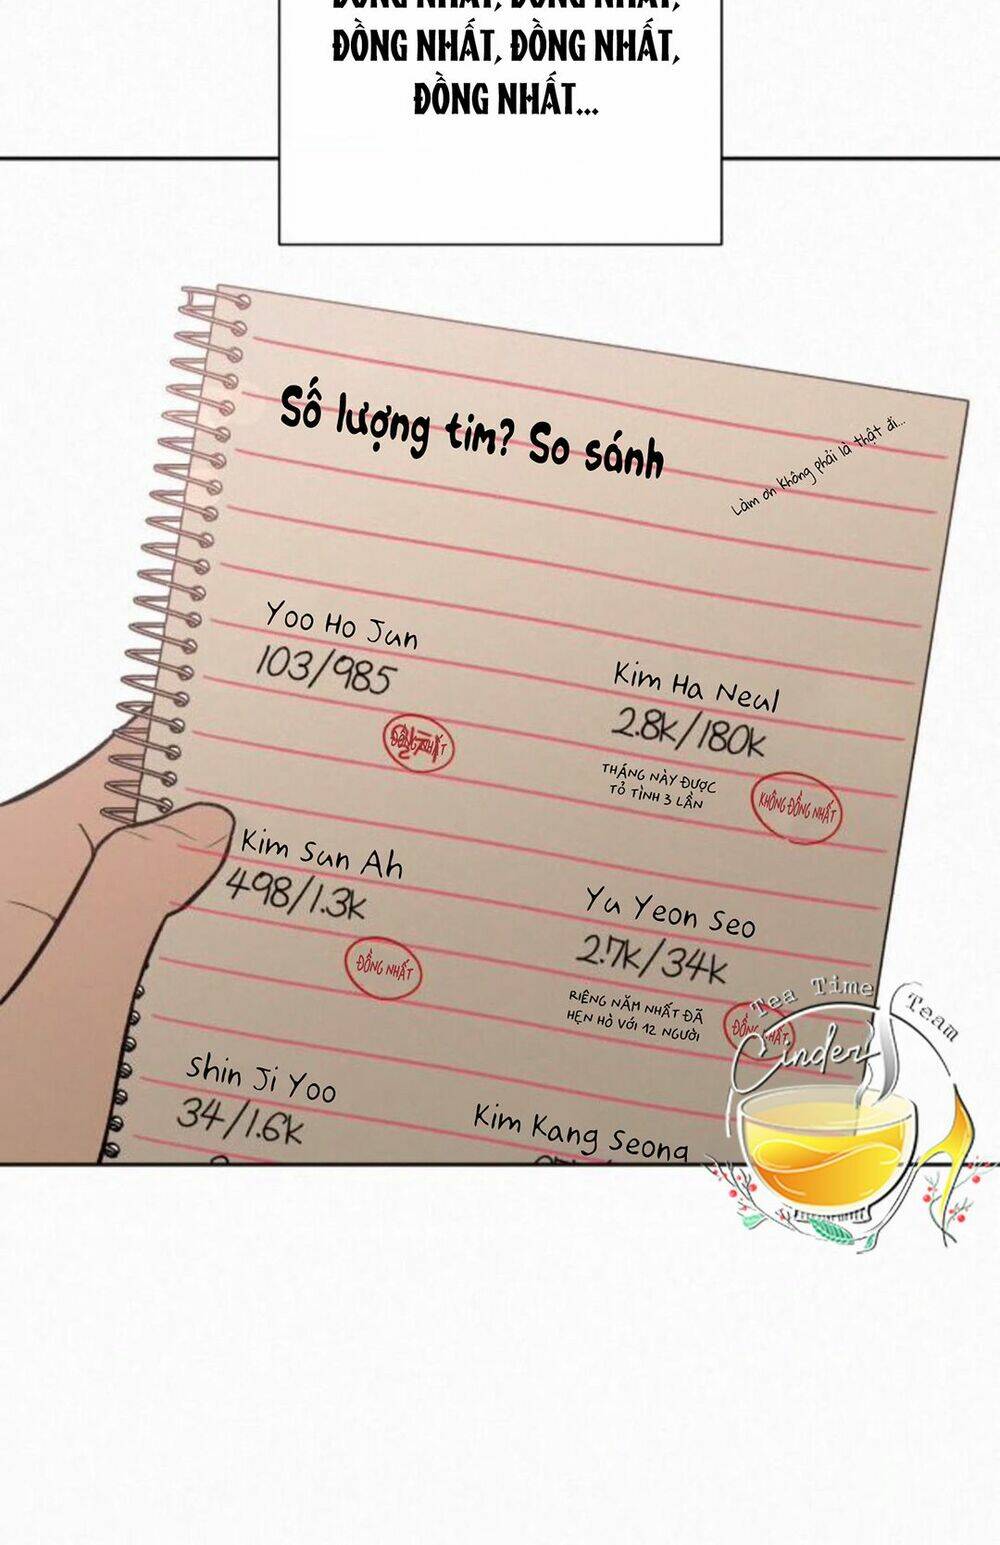 ĐỒNG NHẤT, ĐỒNG NHẤT,
ĐỒNG NHẤT, ĐỒNG NHẤT,
ĐỒNG NHẤT...
Số lượng tim? So sánh
Làm ơn không phải là thật đi...
Yoo Ho Jun
103/985
Kim Ha Neul
2.8k/180k
THÁNG NÀY ĐƯỢC
TỎ TÌNH 3 LẦN
KHÔNG ĐỒNG NHẤT
Kim Sun Ah
498/1.3k
ĐỒNG NHẤT
Yu Yeon Seo
2.7k/34k
RIÊNG NĂM NHẤT ĐÃ
HẸN HÒ VỚI 12 NGƯỜI
ĐỒNG NHẤT
Shin Ji Yoo
34/1.6k
Kim Kang Seong
Tea Time Team
Cinder